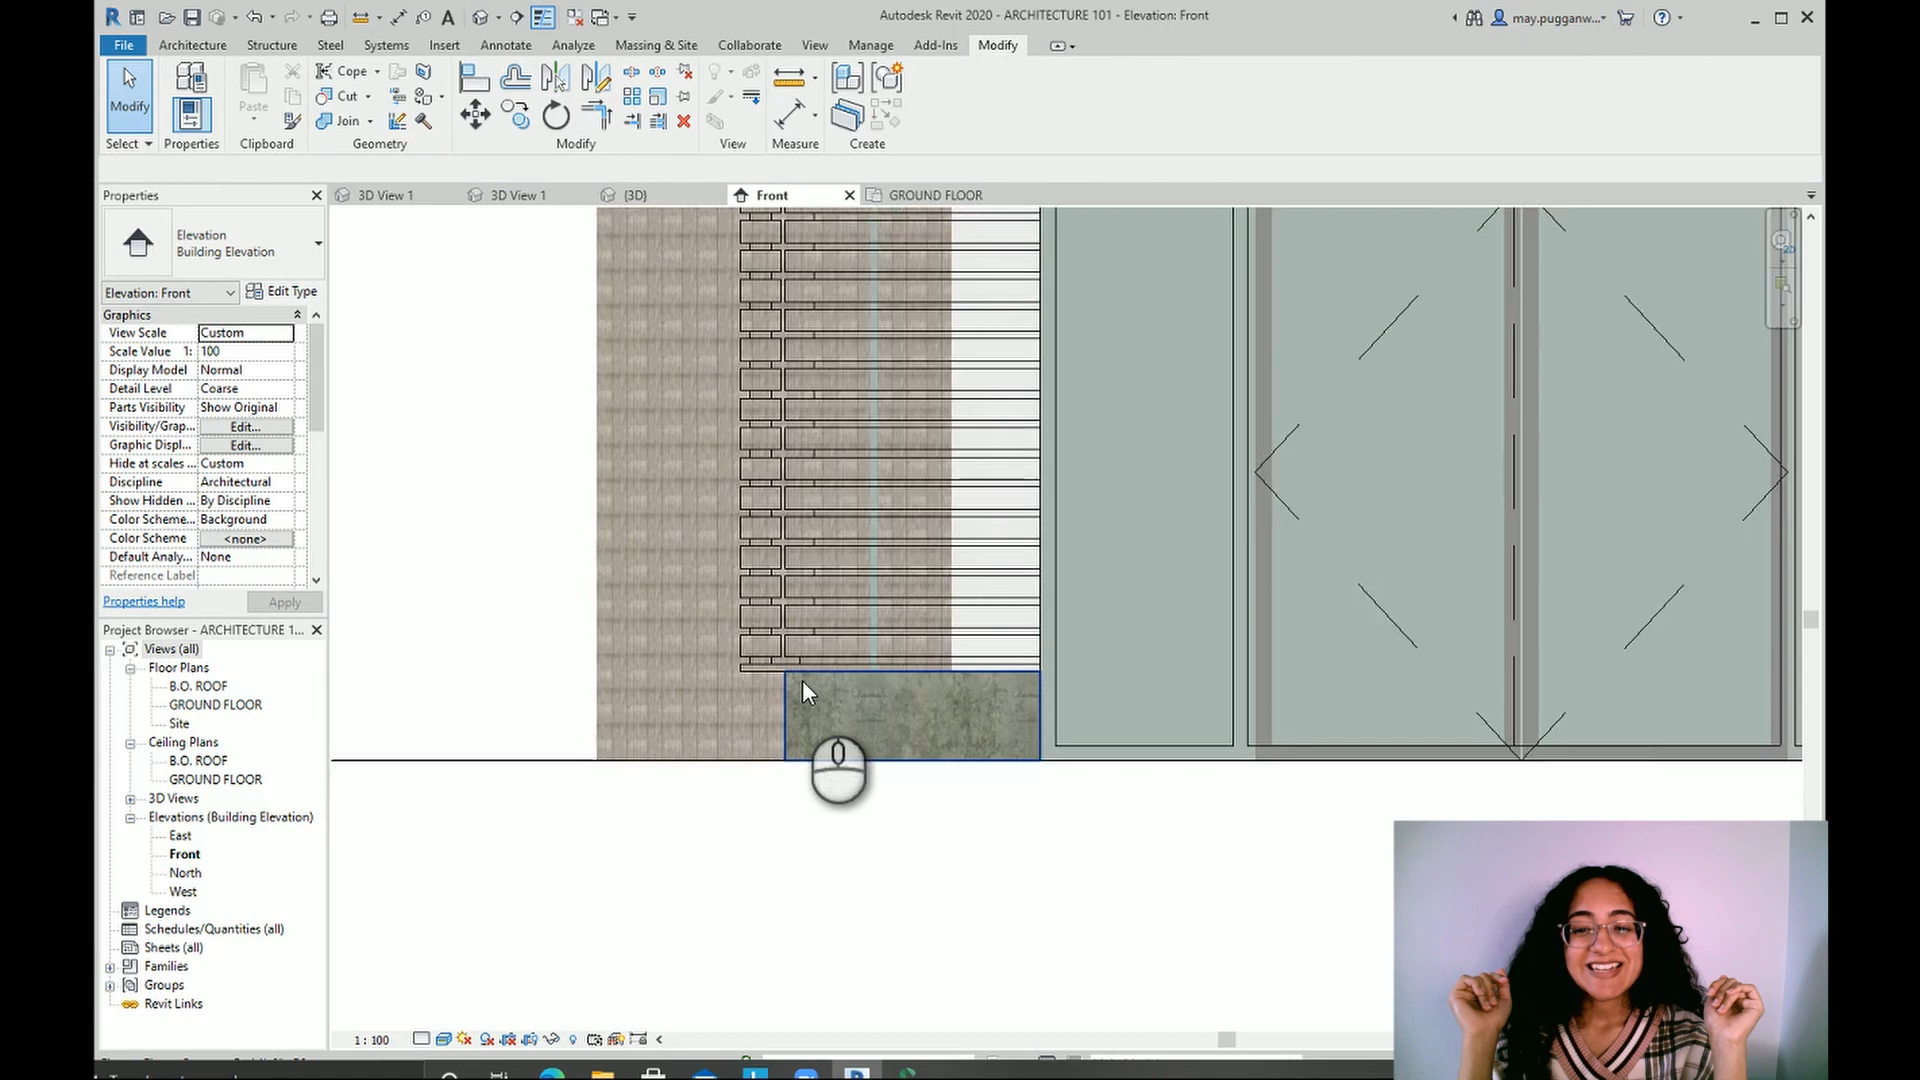 Autodesk Revit 2020 - ARCHITECTURE 101 - Elevation: Front
may.pugganw...
File Architecture Structure Steel Systems Insert Annotate Analyze Massing & Site Collaborate View Manage Add-Ins Modify
Modify
Paste
Cope
Cut
Join
Select Properties Clipboard Geometry Modify View Measure Create
Properties
3D View 1
3D View 1
{3D}
Front
GROUND FLOOR
Elevation
Building Elevation
Elevation: Front
Edit Type
Graphics
View Scale Custom
Scale Value 1: 100
Display Model Normal
Detail Level Coarse
Parts Visibility Show Original
Visibility/Grap... Edit...
Graphic Displ... Edit...
Hide at scales ... Custom
Discipline Architectural
Show Hidden ... By Discipline
Color Scheme... Background
Color Scheme <none>
Default Analy... None
Reference Label
Properties help
Apply
Project Browser - ARCHITECTURE 1...
Views (all)
Floor Plans
B.O. ROOF
GROUND FLOOR
Site
Ceiling Plans
B.O. ROOF
GROUND FLOOR
3D Views
Elevations (Building Elevation)
East
Front
North
West
Legends
Schedules/Quantities (all)
Sheets (all)
Families
Groups
Revit Links
1 : 100